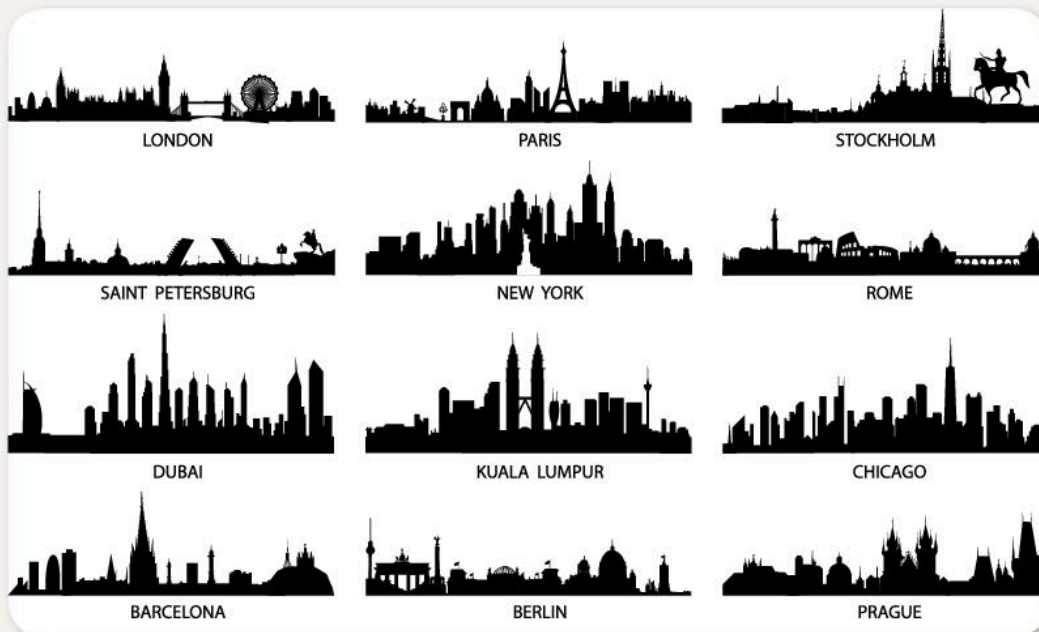 LONDON
PARIS
STOCKHOLM
SAINT PETERSBURG
NEW YORK
ROME
DUBAI
KUALA LUMPUR
CHICAGO
BARCELONA
BERLIN
PRAGUE